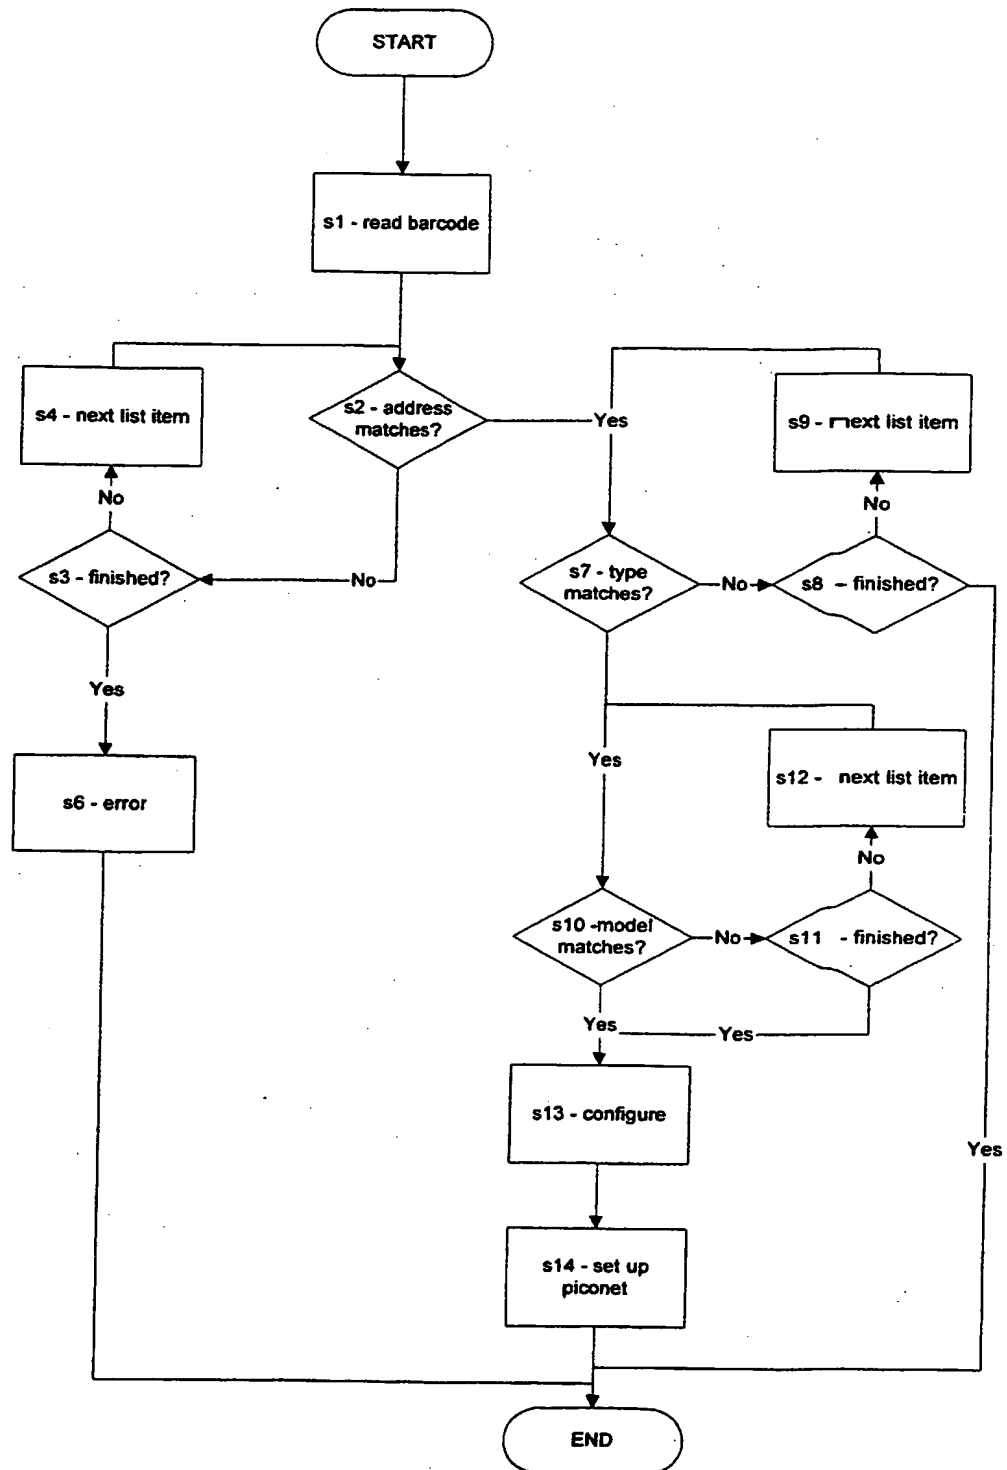 START
s1 - read barcode
s4 - next list item
s2 - address
matches?
Yes
s9 - next list item
No
No
s3 - finished?
No
s7 - type
matches?
No
s8 - finished?
Yes
Yes
s12 - next list item
s6 - error
No
s10 -model
matches?
No
s11 - finished?
Yes
Yes
s13 - configure
Yes
s14 - set up
piconet
END